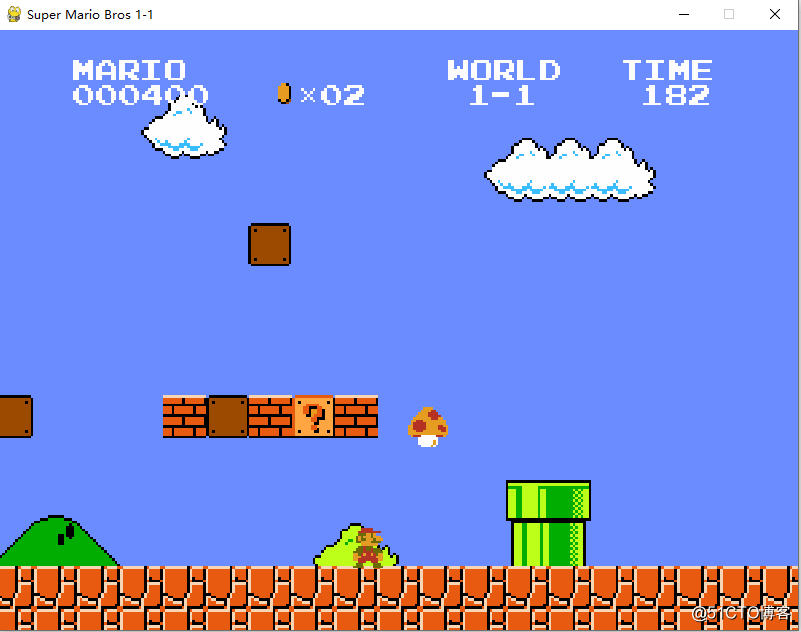 Super Mario Bros 1-1
MARIO WORLD TIME
000400 ×02 1-1 182
?
@51CTO博客